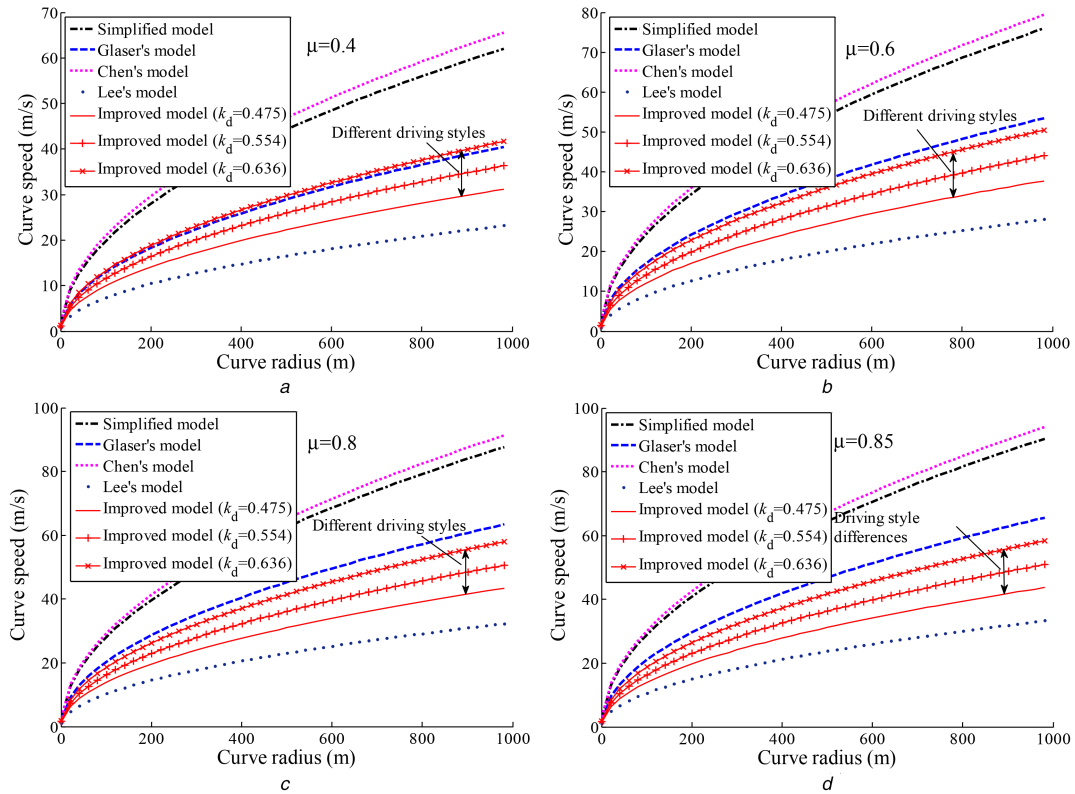 70
60
50
40
30
20
10
0
Curve speed (m/s)
Simplified model
Glaser's model
Chen's model
Lee's model
Improved model (kd=0.475)
Improved model (kd=0.554)
Improved model (kd=0.636)
μ=0.4
Different driving styles
0 200 400 600 800 1000
Curve radius (m)
a
80
70
60
50
40
30
20
10
0
Curve speed (m/s)
Simplified model
Glaser's model
Chen's model
Lee's model
Improved model (kd=0.475)
Improved model (kd=0.554)
Improved model (kd=0.636)
μ=0.6
Different driving styles
0 200 400 600 800 1000
Curve radius (m)
b
100
80
60
40
20
0
Curve speed (m/s)
Simplified model
Glaser's model
Chen's model
Lee's model
Improved model (kd=0.475)
Improved model (kd=0.554)
Improved model (kd=0.636)
μ=0.8
Different driving styles
0 200 400 600 800 1000
Curve radius (m)
c
100
80
60
40
20
0
Curve speed (m/s)
Simplified model
Glaser's model
Chen's model
Lee's model
Improved model (kd=0.475)
Improved model (kd=0.554)
Improved model (kd=0.636)
μ=0.85
Driving style
differences
0 200 400 600 800 1000
Curve radius (m)
d